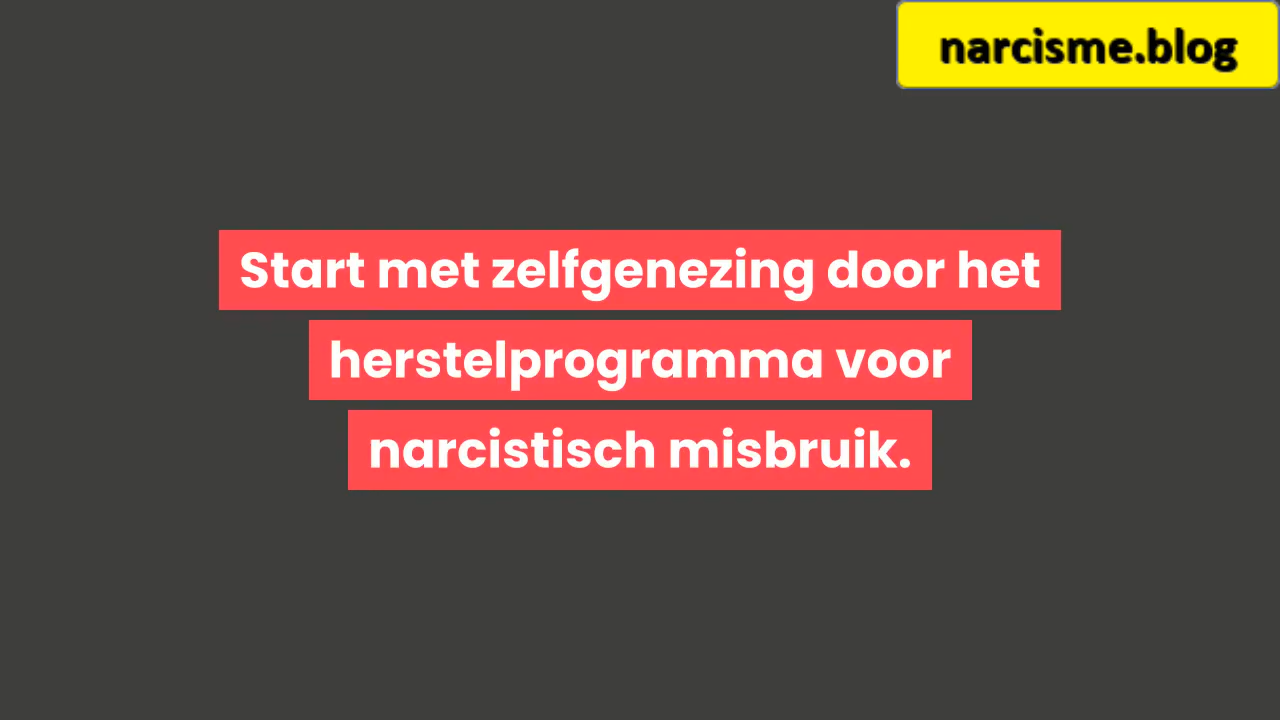 narcisme.blog
Start met zelfgenezing door het
herstelprogramma voor
narcistisch misbruik.